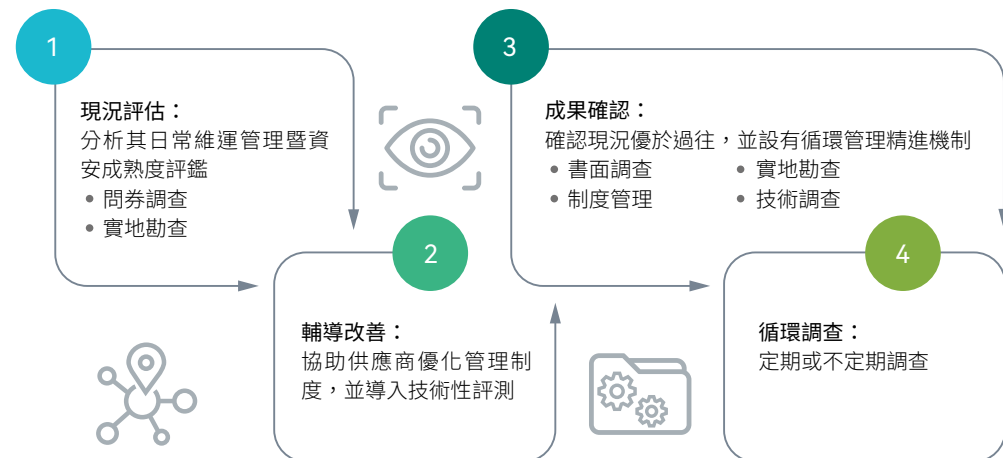 1
現況評估：
分析其日常維運管理暨資
安成熟度評鑑
• 問券調查
• 實地勘查
2
輔導改善：
協助供應商優化管理制
度，並導入技術性評測
3
成果確認：
確認現況優於過往，並設有循環管理精進機制
• 書面調查 • 實地勘查
• 制度管理 • 技術調查
4
循環調查：
定期或不定期調查